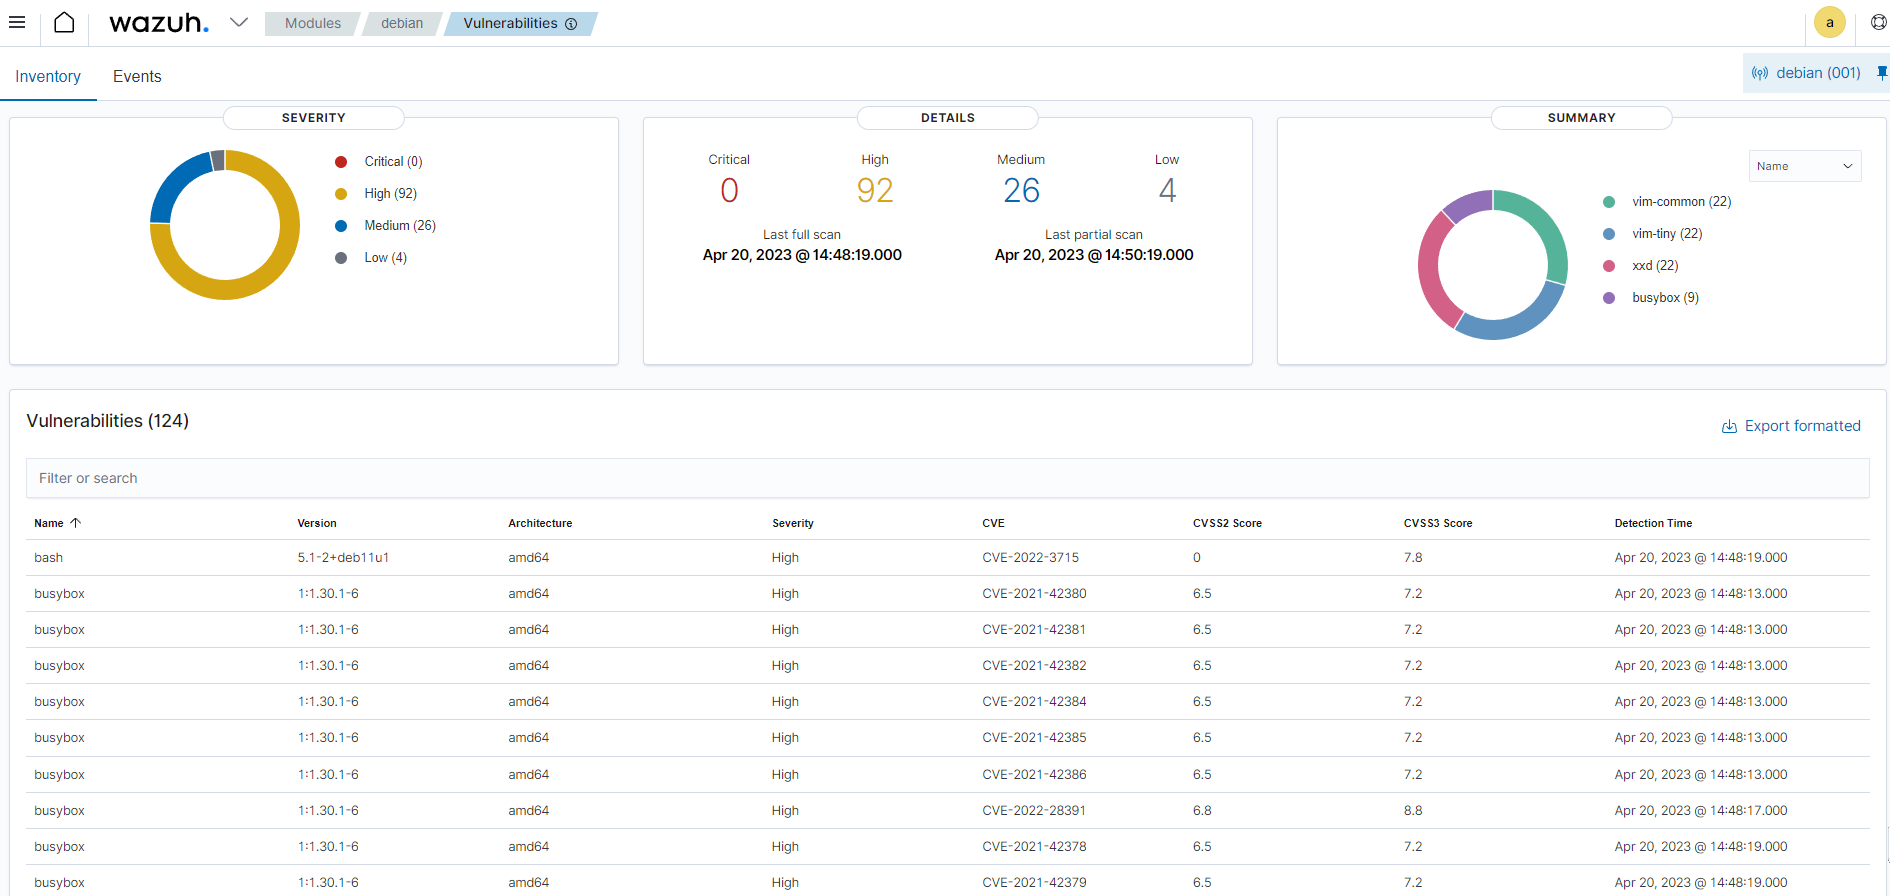 wazuh.
Modules
debian
Vulnerabilities
a
Inventory
Events
debian (001)
SEVERITY
Critical (0)
High (92)
Medium (26)
Low (4)
DETAILS
Critical High Medium Low
0 92 26 4
Last full scan Last partial scan
Apr 20, 2023 @ 14:48:19.000 Apr 20, 2023 @ 14:50:19.000
SUMMARY
Name
vim-common (22)
vim-tiny (22)
xxd (22)
busybox (9)
Vulnerabilities (124)
Export formatted
Filter or search
Name Version Architecture Severity CVE CVSS2 Score CVSS3 Score Detection Time
bash 5.1-2+deb11u1 amd64 High CVE-2022-3715 0 7.8 Apr 20, 2023 @ 14:48:19.000
busybox 1:1.30.1-6 amd64 High CVE-2021-42380 6.5 7.2 Apr 20, 2023 @ 14:48:13.000
busybox 1:1.30.1-6 amd64 High CVE-2021-42381 6.5 7.2 Apr 20, 2023 @ 14:48:13.000
busybox 1:1.30.1-6 amd64 High CVE-2021-42382 6.5 7.2 Apr 20, 2023 @ 14:48:13.000
busybox 1:1.30.1-6 amd64 High CVE-2021-42384 6.5 7.2 Apr 20, 2023 @ 14:48:13.000
busybox 1:1.30.1-6 amd64 High CVE-2021-42385 6.5 7.2 Apr 20, 2023 @ 14:48:13.000
busybox 1:1.30.1-6 amd64 High CVE-2021-42386 6.5 7.2 Apr 20, 2023 @ 14:48:13.000
busybox 1:1.30.1-6 amd64 High CVE-2022-28391 6.8 8.8 Apr 20, 2023 @ 14:48:17.000
busybox 1:1.30.1-6 amd64 High CVE-2021-42378 6.5 7.2 Apr 20, 2023 @ 14:48:19.000
busybox 1:1.30.1-6 amd64 High CVE-2021-42379 6.5 7.2 Apr 20, 2023 @ 14:48:19.000